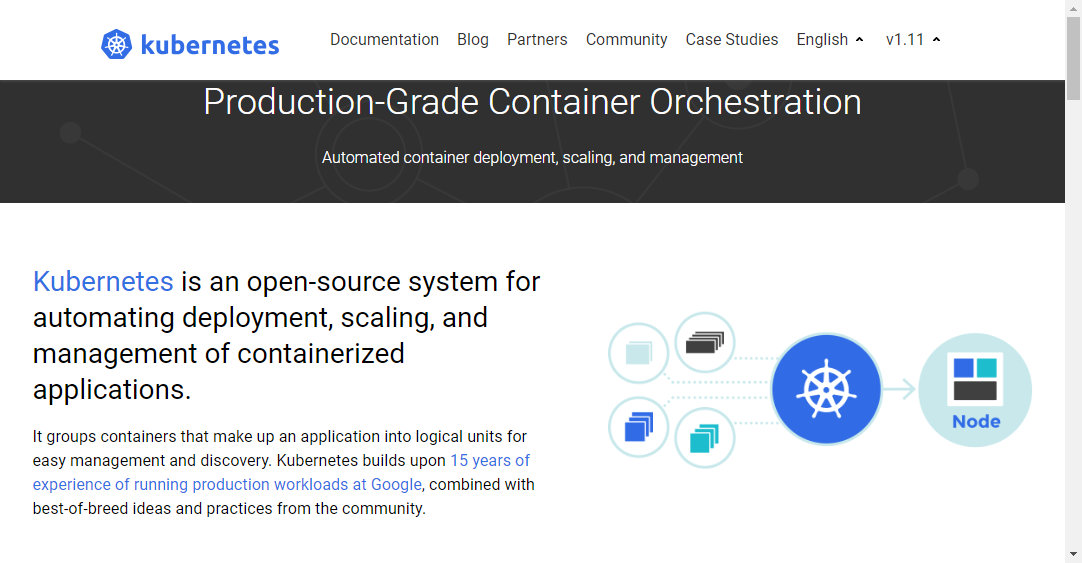 kubernetes Documentation Blog Partners Community Case Studies English v1.11
Production-Grade Container Orchestration
Automated container deployment, scaling, and management
Kubernetes is an open-source system for
automating deployment, scaling, and
management of containerized
applications.
It groups containers that make up an application into logical units for
easy management and discovery. Kubernetes builds upon 15 years of
experience of running production workloads at Google, combined with
best-of-breed ideas and practices from the community.
Node